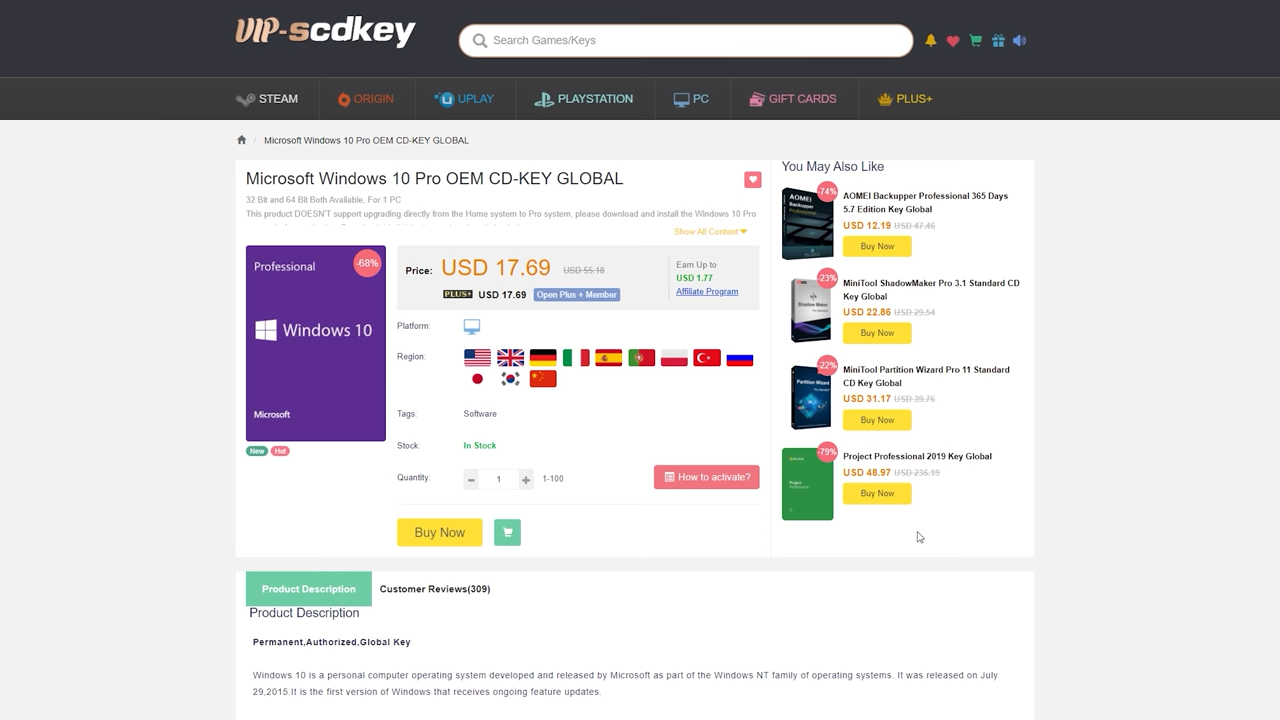 VIP-scdkey
Search Games/Keys
STEAM
ORIGIN
UPLAY
PLAYSTATION
PC
GIFT CARDS
PLUS+
/ Microsoft Windows 10 Pro OEM CD-KEY GLOBAL
Microsoft Windows 10 Pro OEM CD-KEY GLOBAL
32 Bit and 64 Bit Both Available, For 1 PC
This product DOESN'T support upgrading directly from the Home system to Pro system, please download and install the Windows 10 Pro
Show All Content
Professional
-68%
Windows 10
Microsoft
New Hot
Price: USD 17.69 USD 55.18
PLUS+ USD 17.69 Open Plus + Member
Earn Up to
USD 1.77
Affiliate Program
Platform:
Region:
Tags: Software
Stock: In Stock
Quantity: - 1 + 1-100
How to activate?
Buy Now
You May Also Like
-74%
AOMEI Backupper Professional 365 Days
5.7 Edition Key Global
USD 12.19 USD 47.46
Buy Now
-23%
MiniTool ShadowMaker Pro 3.1 Standard CD
Key Global
USD 22.86 USD 29.54
Buy Now
-22%
MiniTool Partition Wizard Pro 11 Standard
CD Key Global
USD 31.17 USD 39.76
Buy Now
-79%
Project Professional 2019 Key Global
USD 48.97 USD 236.19
Buy Now
Product Description
Customer Reviews(309)
Product Description
Permanent,Authorized,Global Key
Windows 10 is a personal computer operating system developed and released by Microsoft as part of the Windows NT family of operating systems. It was released on July
29,2015.It is the first version of Windows that receives ongoing feature updates.